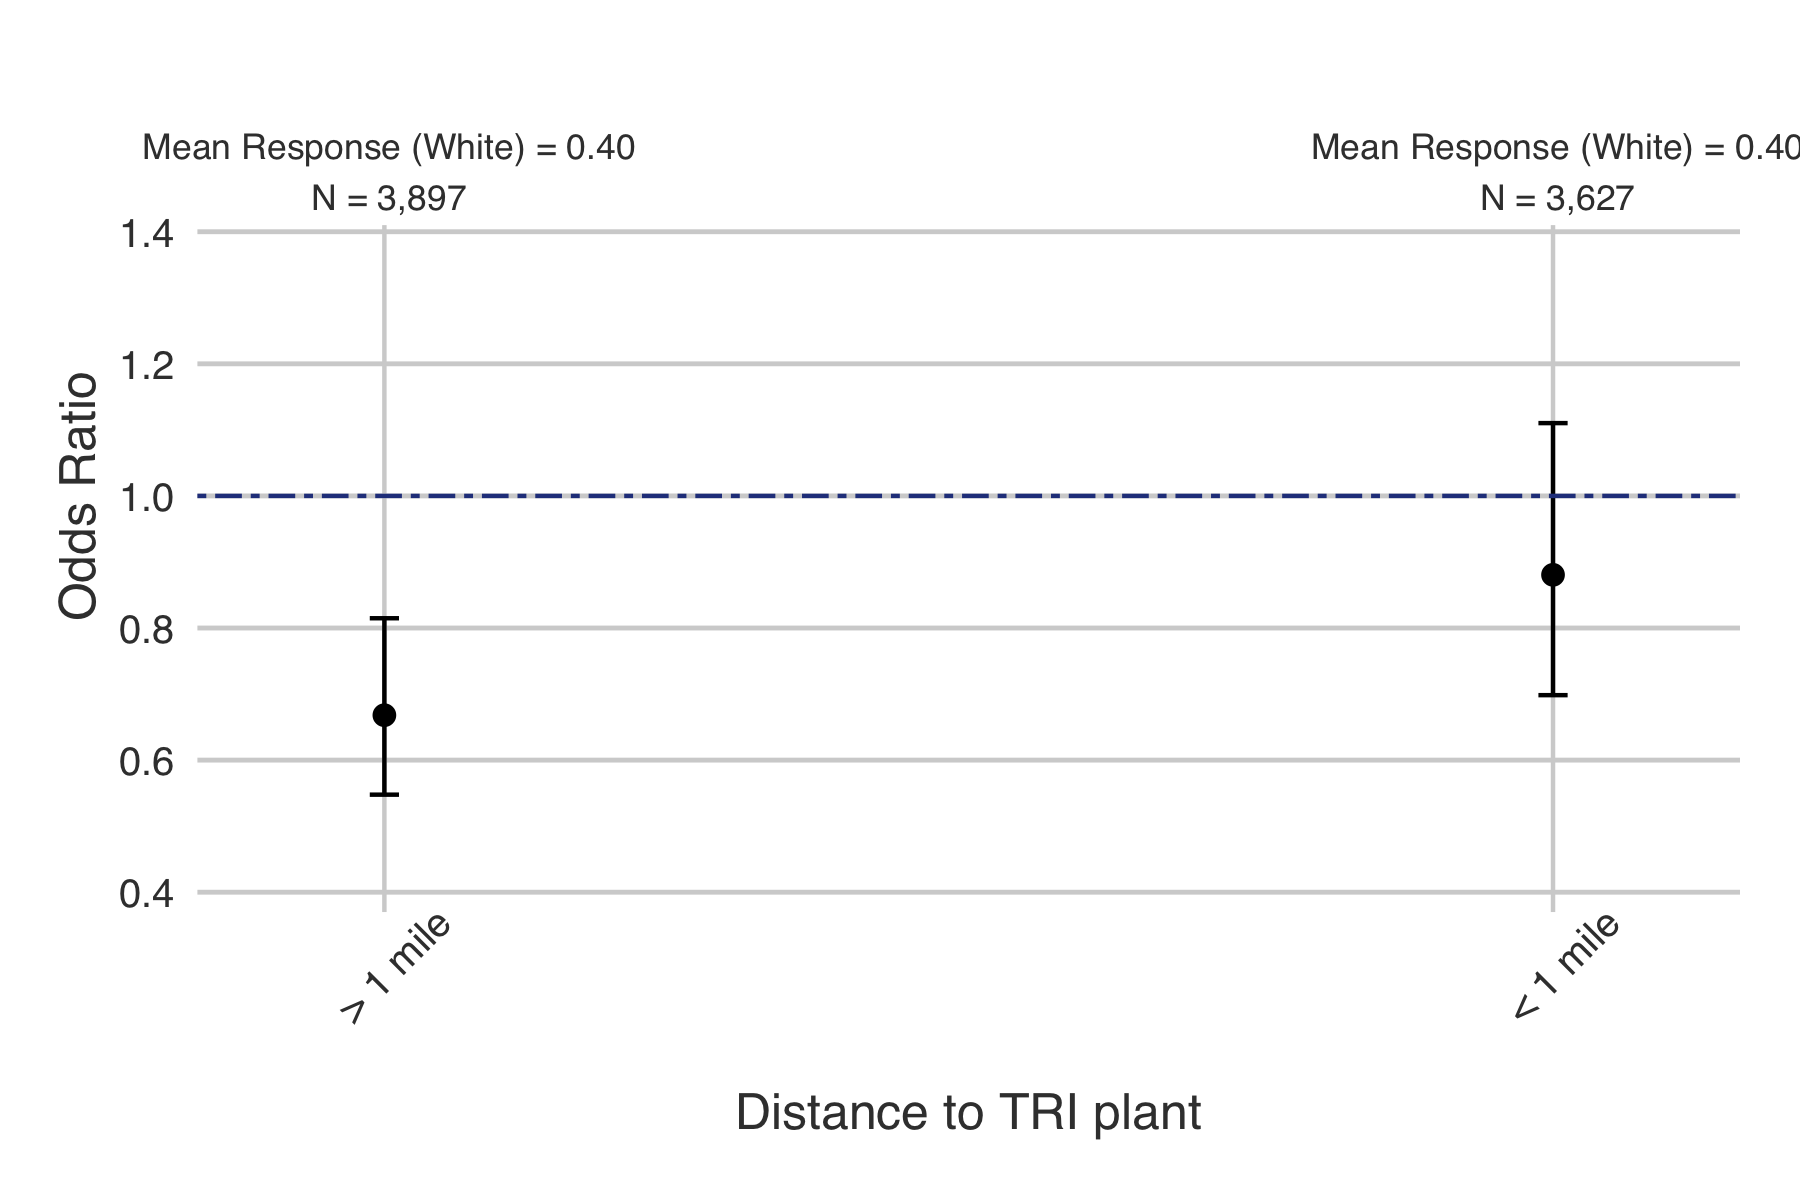 Mean Response (White) = 0.40
N = 3,897
Mean Response (White) = 0.40
N = 3,627
1.4
1.2
1.0
0.8
0.6
0.4
Odds Ratio
> 1 mile
< 1 mile
Distance to TRI plant